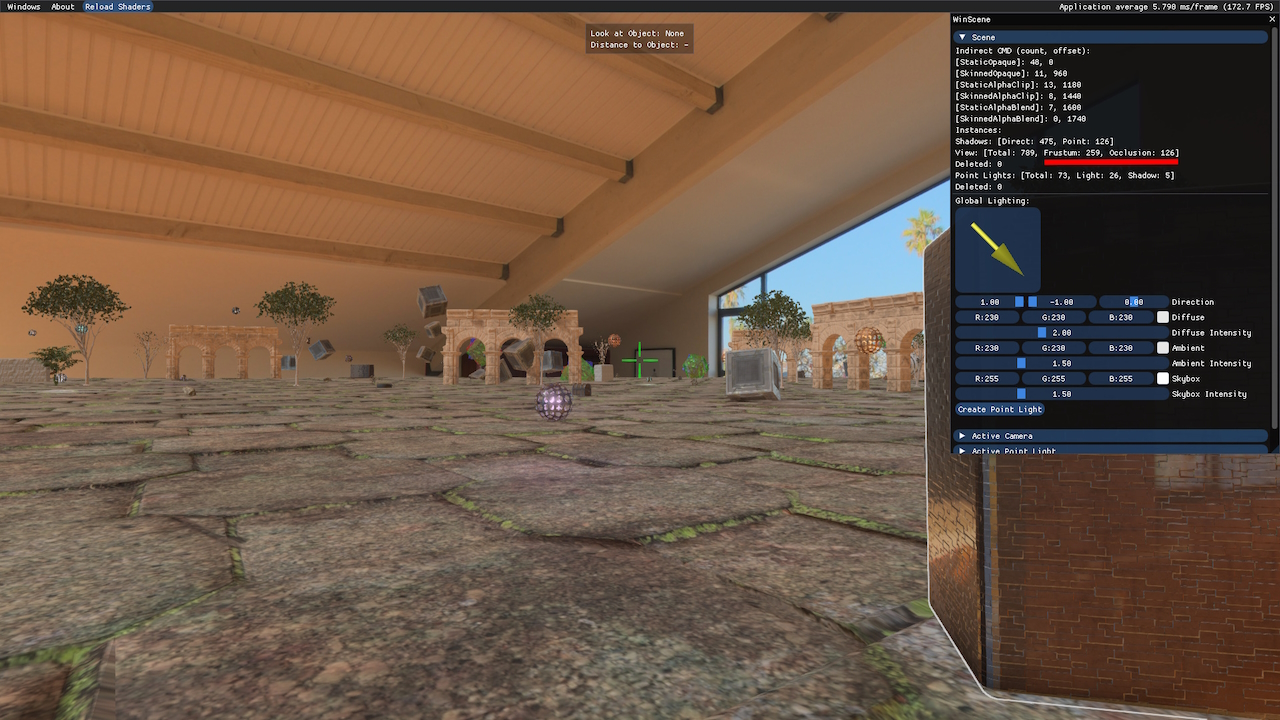 Windows About Reload Shaders Application average 5.790 ms/frame (172.7 FPS)
Look at Object: None
Distance to Object: -
WinScene
Scene
Indirect CMD (count, offset):
[StaticOpaque]: 48, 0
[SkinnedOpaque]: 11, 960
[StaticAlphaClip]: 13, 1180
[SkinnedAlphaClip]: 8, 1440
[StaticAlphaBlend]: 7, 1600
[SkinnedAlphaBlend]: 0, 1740
Instances:
Shadows: [Direct: 475, Point: 126]
View: [Total: 789, Frustum: 259, Occlusion: 126]
Deleted: 0
Point Lights: [Total: 73, Light: 26, Shadow: 5]
Deleted: 0
Global Lighting:
1.00 -1.00 0.00 Direction
R:230 G:230 B:230 Diffuse
2.00 Diffuse Intensity
R:230 G:230 B:230 Ambient
1.50 Ambient Intensity
R:255 G:255 B:255 Skybox
1.50 Skybox Intensity
Create Point Light
Active Camera
Active Point Light